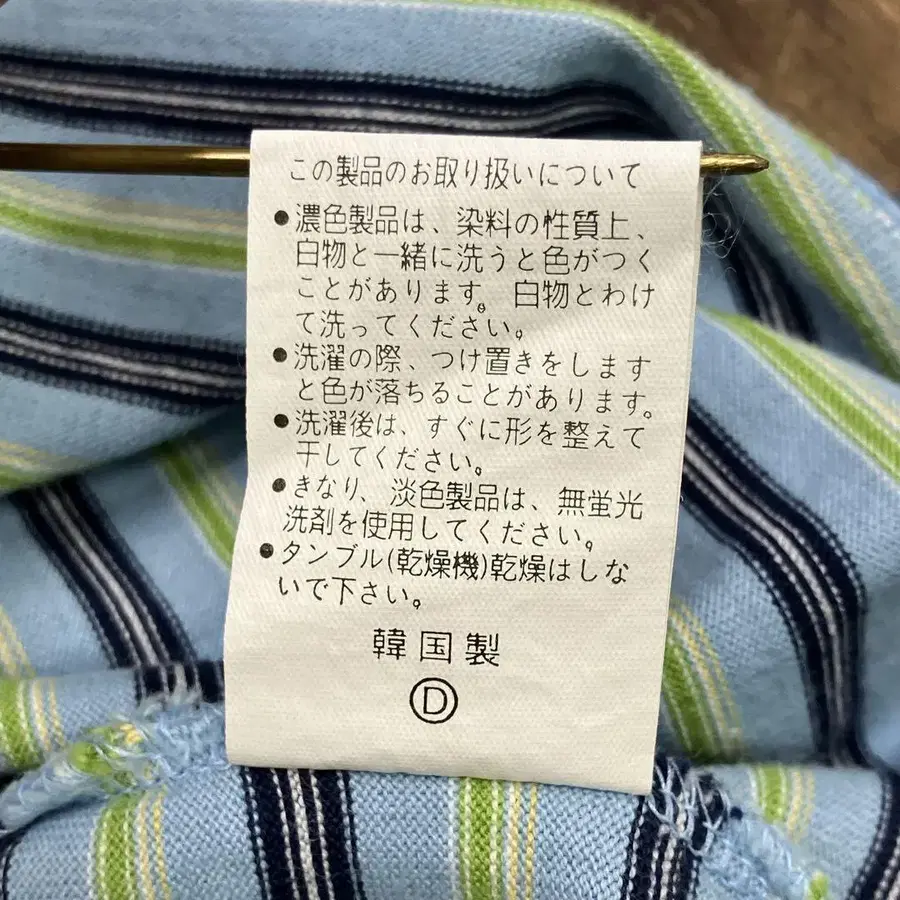 この製品のお取り扱いについて
●濃色製品は、染料の性質上、
白物と一緒に洗うと色がつく
ことがあります。白物とわけ
て洗ってください。
●洗濯の際、つけ置きをします
と色が落ちることがあります。
●洗濯後は、すぐに形を整えて
干してください。
●きなり、淡色製品は、無蛍光
洗剤を使用してください。
●タンブル(乾燥機)乾燥はしな
いで下さい。
韓国製
Ⓓ